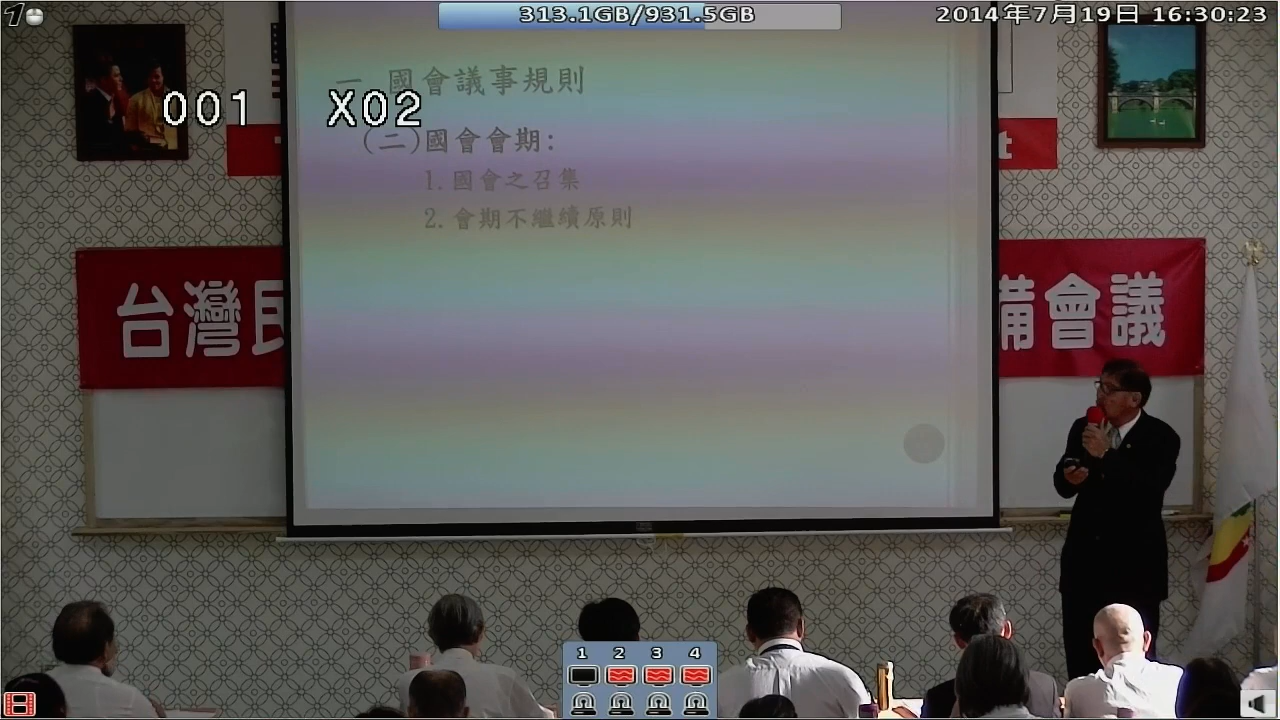 313.1GB/931.5GB
2014年7月19日 16:30:23
001 X02
一 國會議事規則
(二)國會會期:
1. 國會之召集
2. 會期不繼續原則
t
台灣民
備會議
1 2 3 4